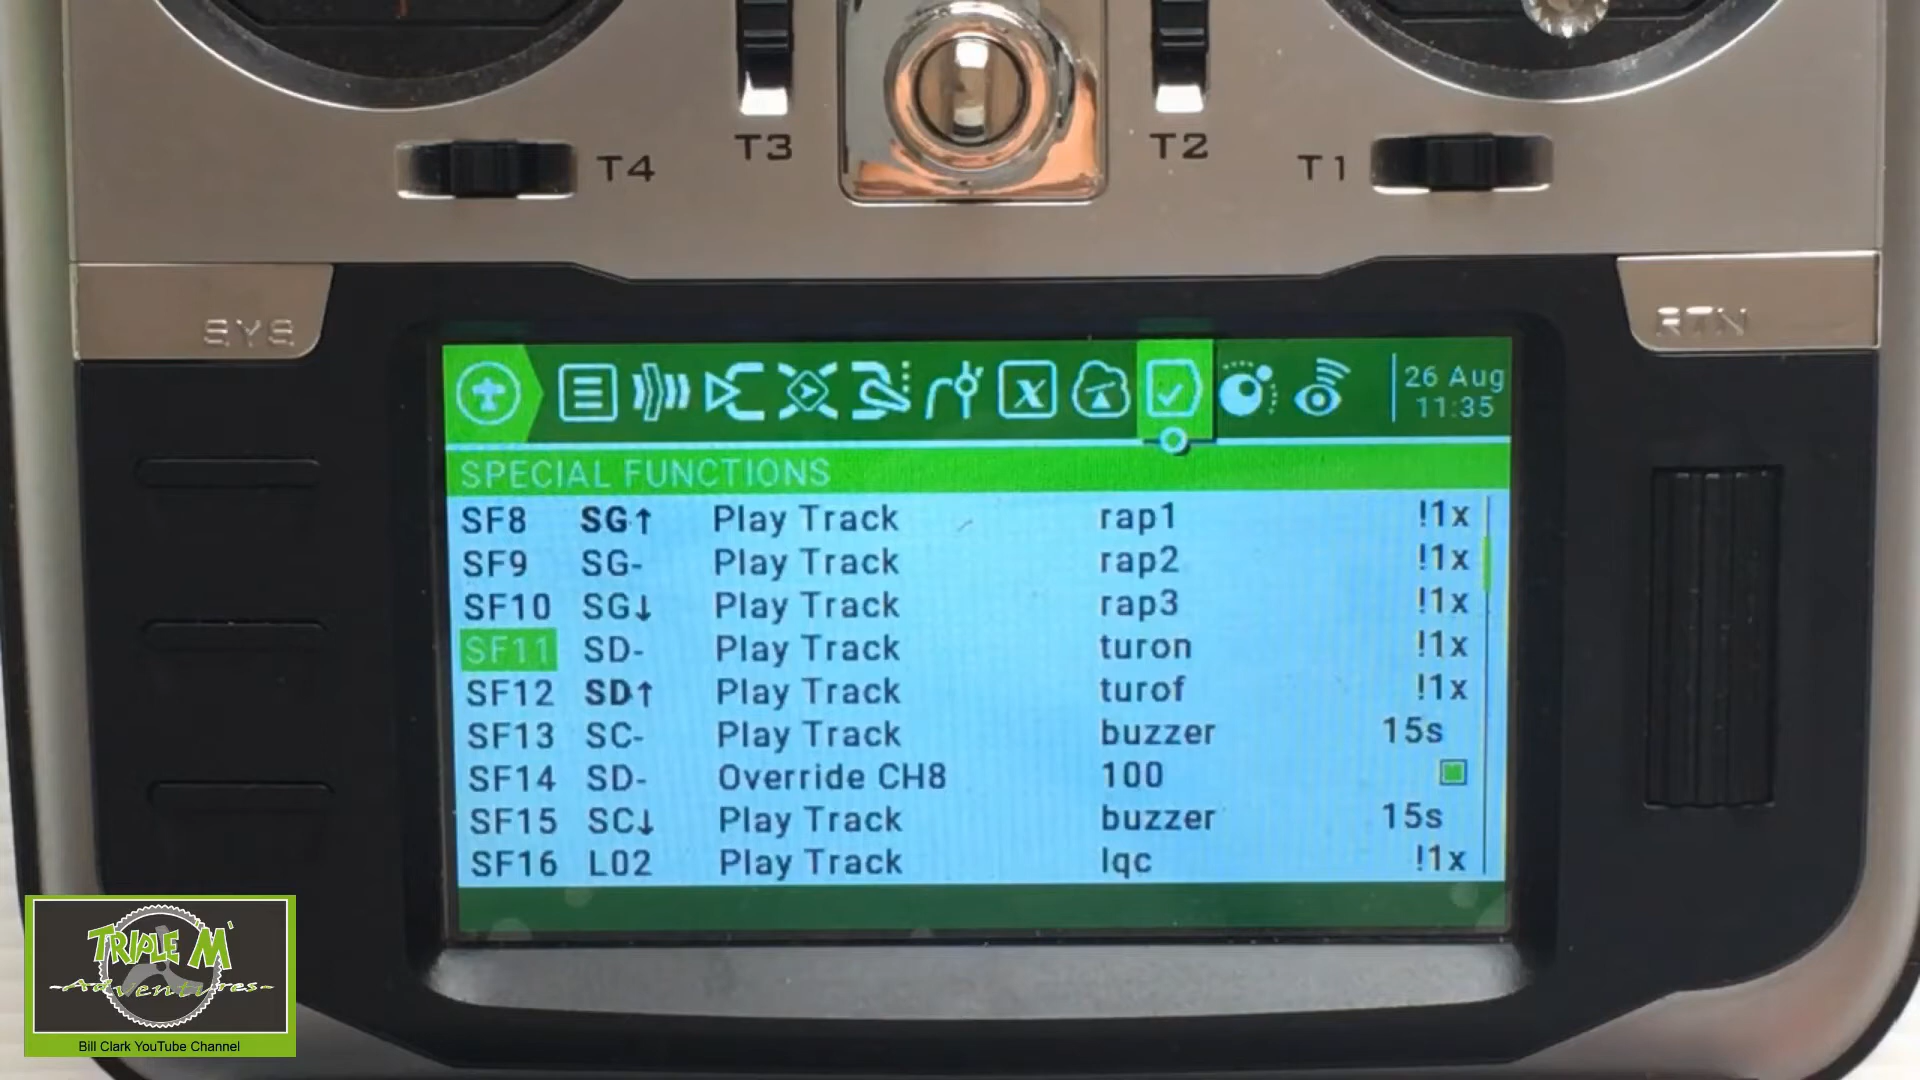 T4
T3
T2
T1
SYS
RTN
26 Aug
11:35
SPECIAL FUNCTIONS
SF8 SG↑ Play Track rap1 !1x
SF9 SG- Play Track rap2 !1x
SF10 SG↓ Play Track rap3 !1x
SF11 SD- Play Track turon !1x
SF12 SD↑ Play Track turof !1x
SF13 SC- Play Track buzzer 15s
SF14 SD- Override CH8 100
SF15 SC↓ Play Track buzzer 15s
SF16 L02 Play Track lqc !1x
TRIPLE M
-Adventures-
Bill Clark YouTube Channel